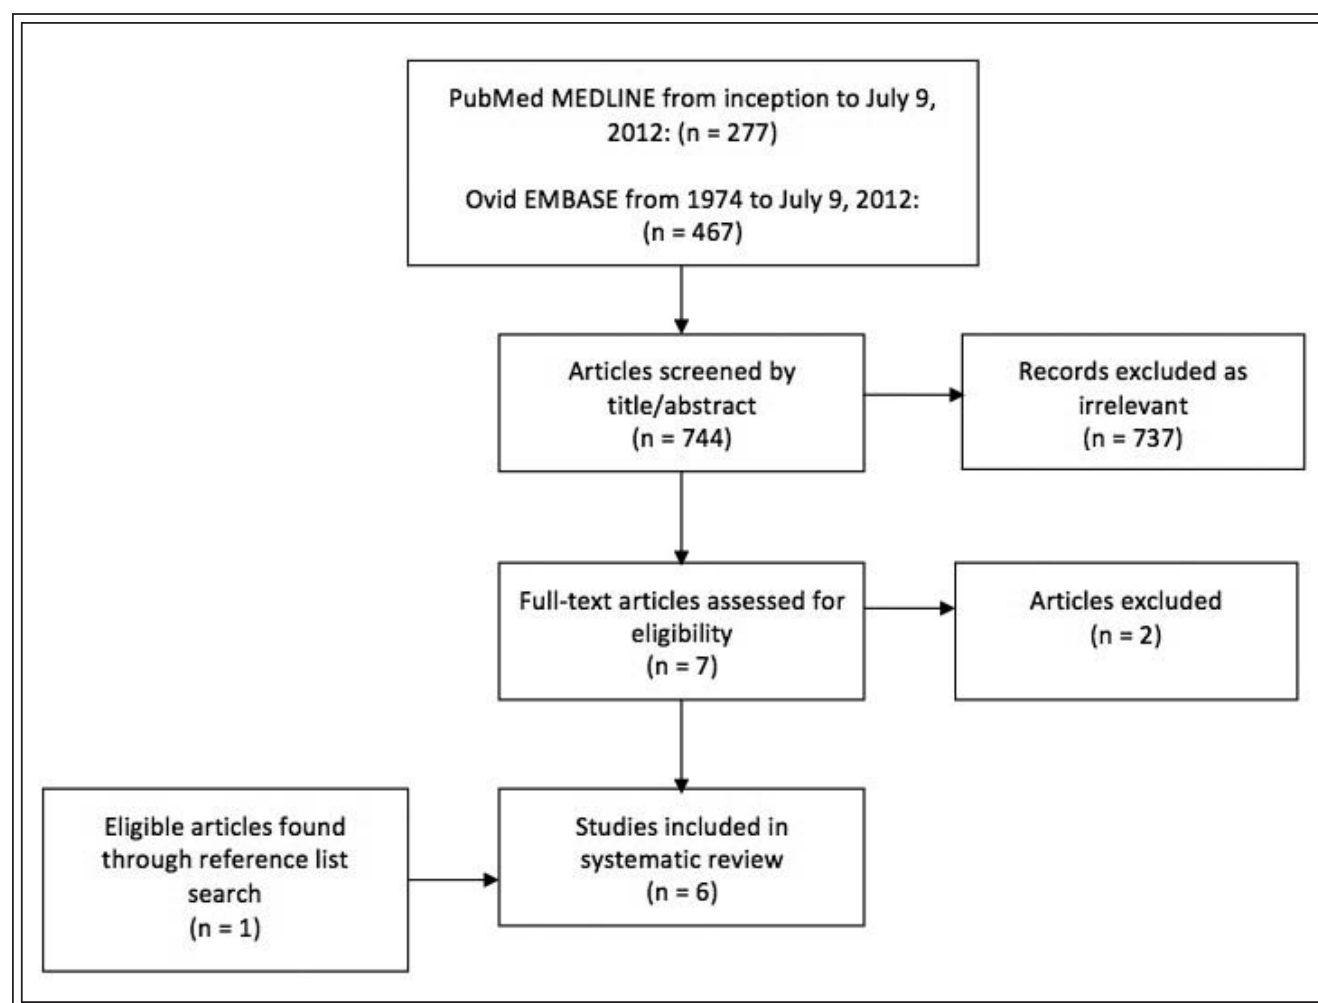 PubMed MEDLINE from inception to July 9,
2012: (n = 277)
Ovid EMBASE from 1974 to July 9, 2012:
(n = 467)
Articles screened by
title/abstract
(n = 744)
Records excluded as
irrelevant
(n = 737)
Full-text articles assessed for
eligibility
(n = 7)
Articles excluded
(n = 2)
Eligible articles found
through reference list
search
(n = 1)
Studies included in
systematic review
(n = 6)